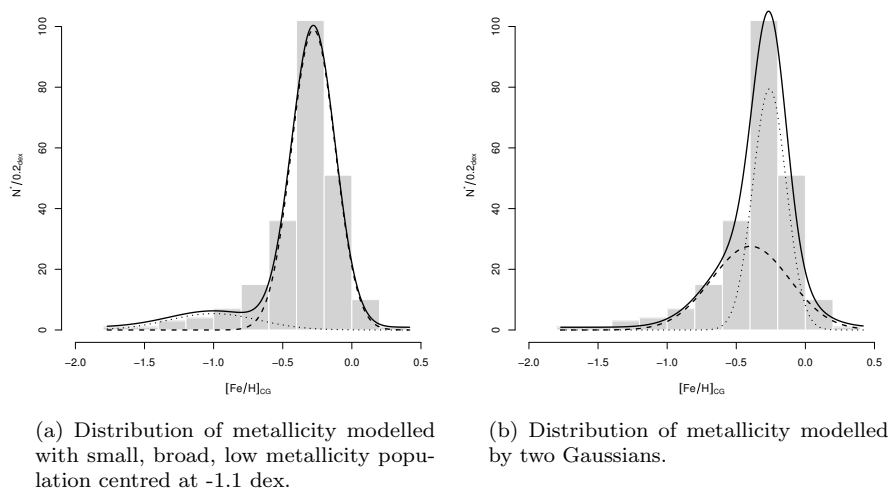 100
80
60
40
20
0
N*/0.2dex
−2.0 −1.5 −1.0 −0.5 0.0 0.5
[Fe/H]CG
(a) Distribution of metallicity modelled
with small, broad, low metallicity popu-
lation centred at -1.1 dex.
100
80
60
40
20
0
N*/0.2dex
−2.0 −1.5 −1.0 −0.5 0.0 0.5
[Fe/H]CG
(b) Distribution of metallicity modelled
by two Gaussians.